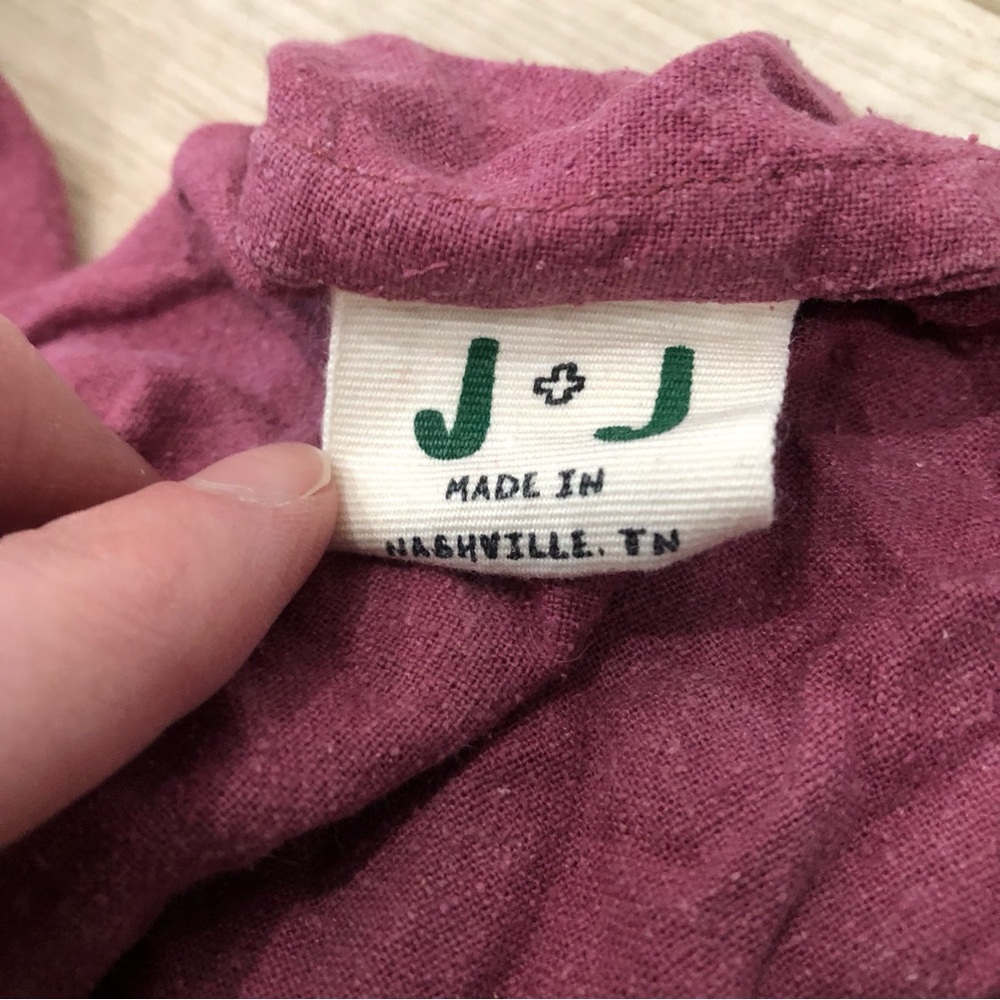 J + J
MADE IN
NASHVILLE. TN